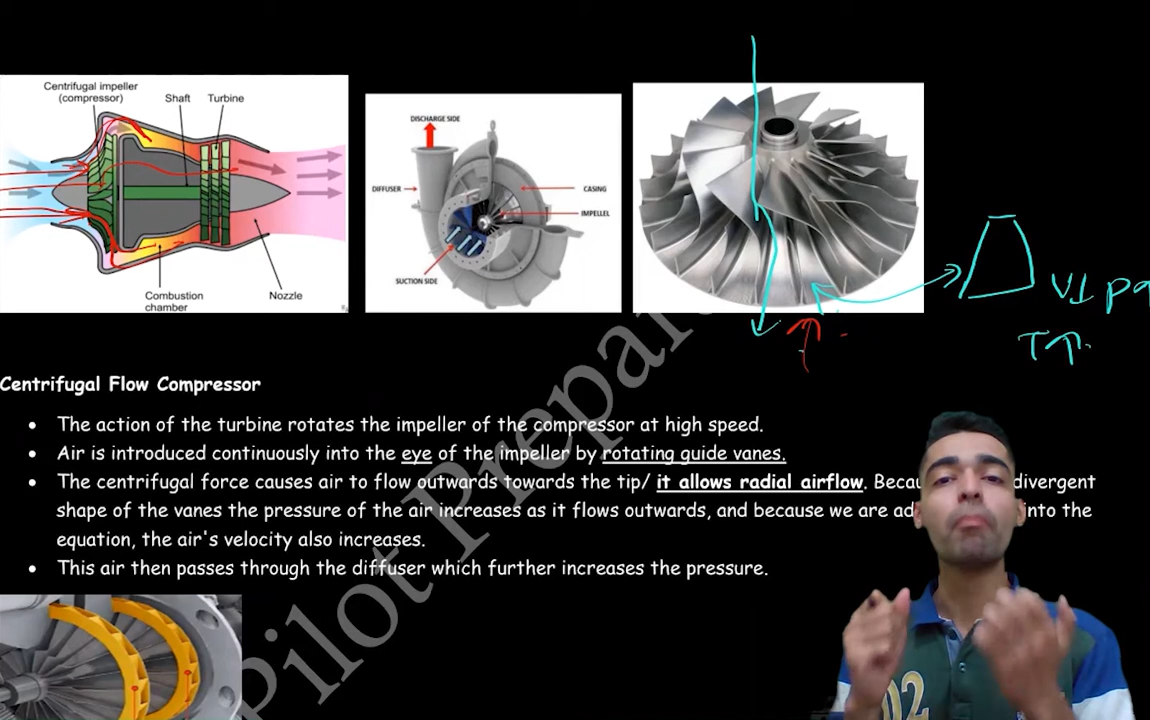 Centrifugal impeller
(compressor)
Shaft
Turbine
Combustion
chamber
Nozzle
DISCHARGE SIDE
DIFFUSER
CASING
IMPELLEL
SUCTION SIDE
V↓ p
T↑
Centrifugal Flow Compressor
• The action of the turbine rotates the impeller of the compressor at high speed.
• Air is introduced continuously into the eye of the impeller by rotating guide vanes.
• The centrifugal force causes air to flow outwards towards the tip/ it allows radial airflow. divergent
shape of the vanes the pressure of the air increases as it flows outwards, and because we are into the
equation, the air's velocity also increases.
• This air then passes through the diffuser which further increases the pressure.
Pilot Prepar
02